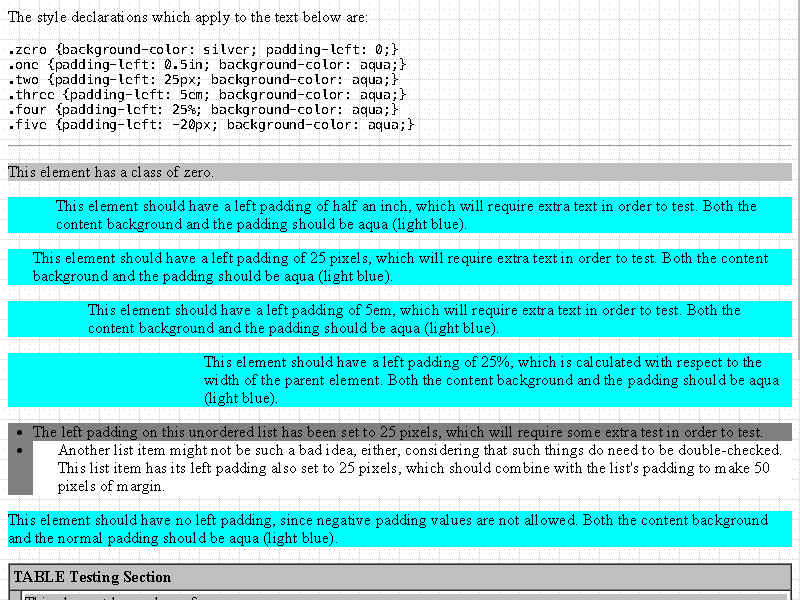 The style declarations which apply to the text below are:
.zero {background-color: silver; padding-left: 0;}
.one {padding-left: 0.5in; background-color: aqua;}
.two {padding-left: 25px; background-color: aqua;}
.three {padding-left: 5em; background-color: aqua;}
.four {padding-left: 25%; background-color: aqua;}
.five {padding-left: -20px; background-color: aqua;}
This element has a class of zero.
This element should have a left padding of half an inch, which will require extra text in order to test. Both the
content background and the padding should be aqua (light blue).
This element should have a left padding of 25 pixels, which will require extra text in order to test. Both the content
background and the padding should be aqua (light blue).
This element should have a left padding of 5em, which will require extra text in order to test. Both the
content background and the padding should be aqua (light blue).
This element should have a left padding of 25%, which is calculated with respect to the
width of the parent element. Both the content background and the padding should be aqua
(light blue).
• The left padding on this unordered list has been set to 25 pixels, which will require some extra test in order to test.
• Another list item might not be such a bad idea, either, considering that such things do need to be double-checked.
This list item has its left padding also set to 25 pixels, which should combine with the list's padding to make 50
pixels of margin.
This element should have no left padding, since negative padding values are not allowed. Both the content background
and the normal padding should be aqua (light blue).
TABLE Testing Section